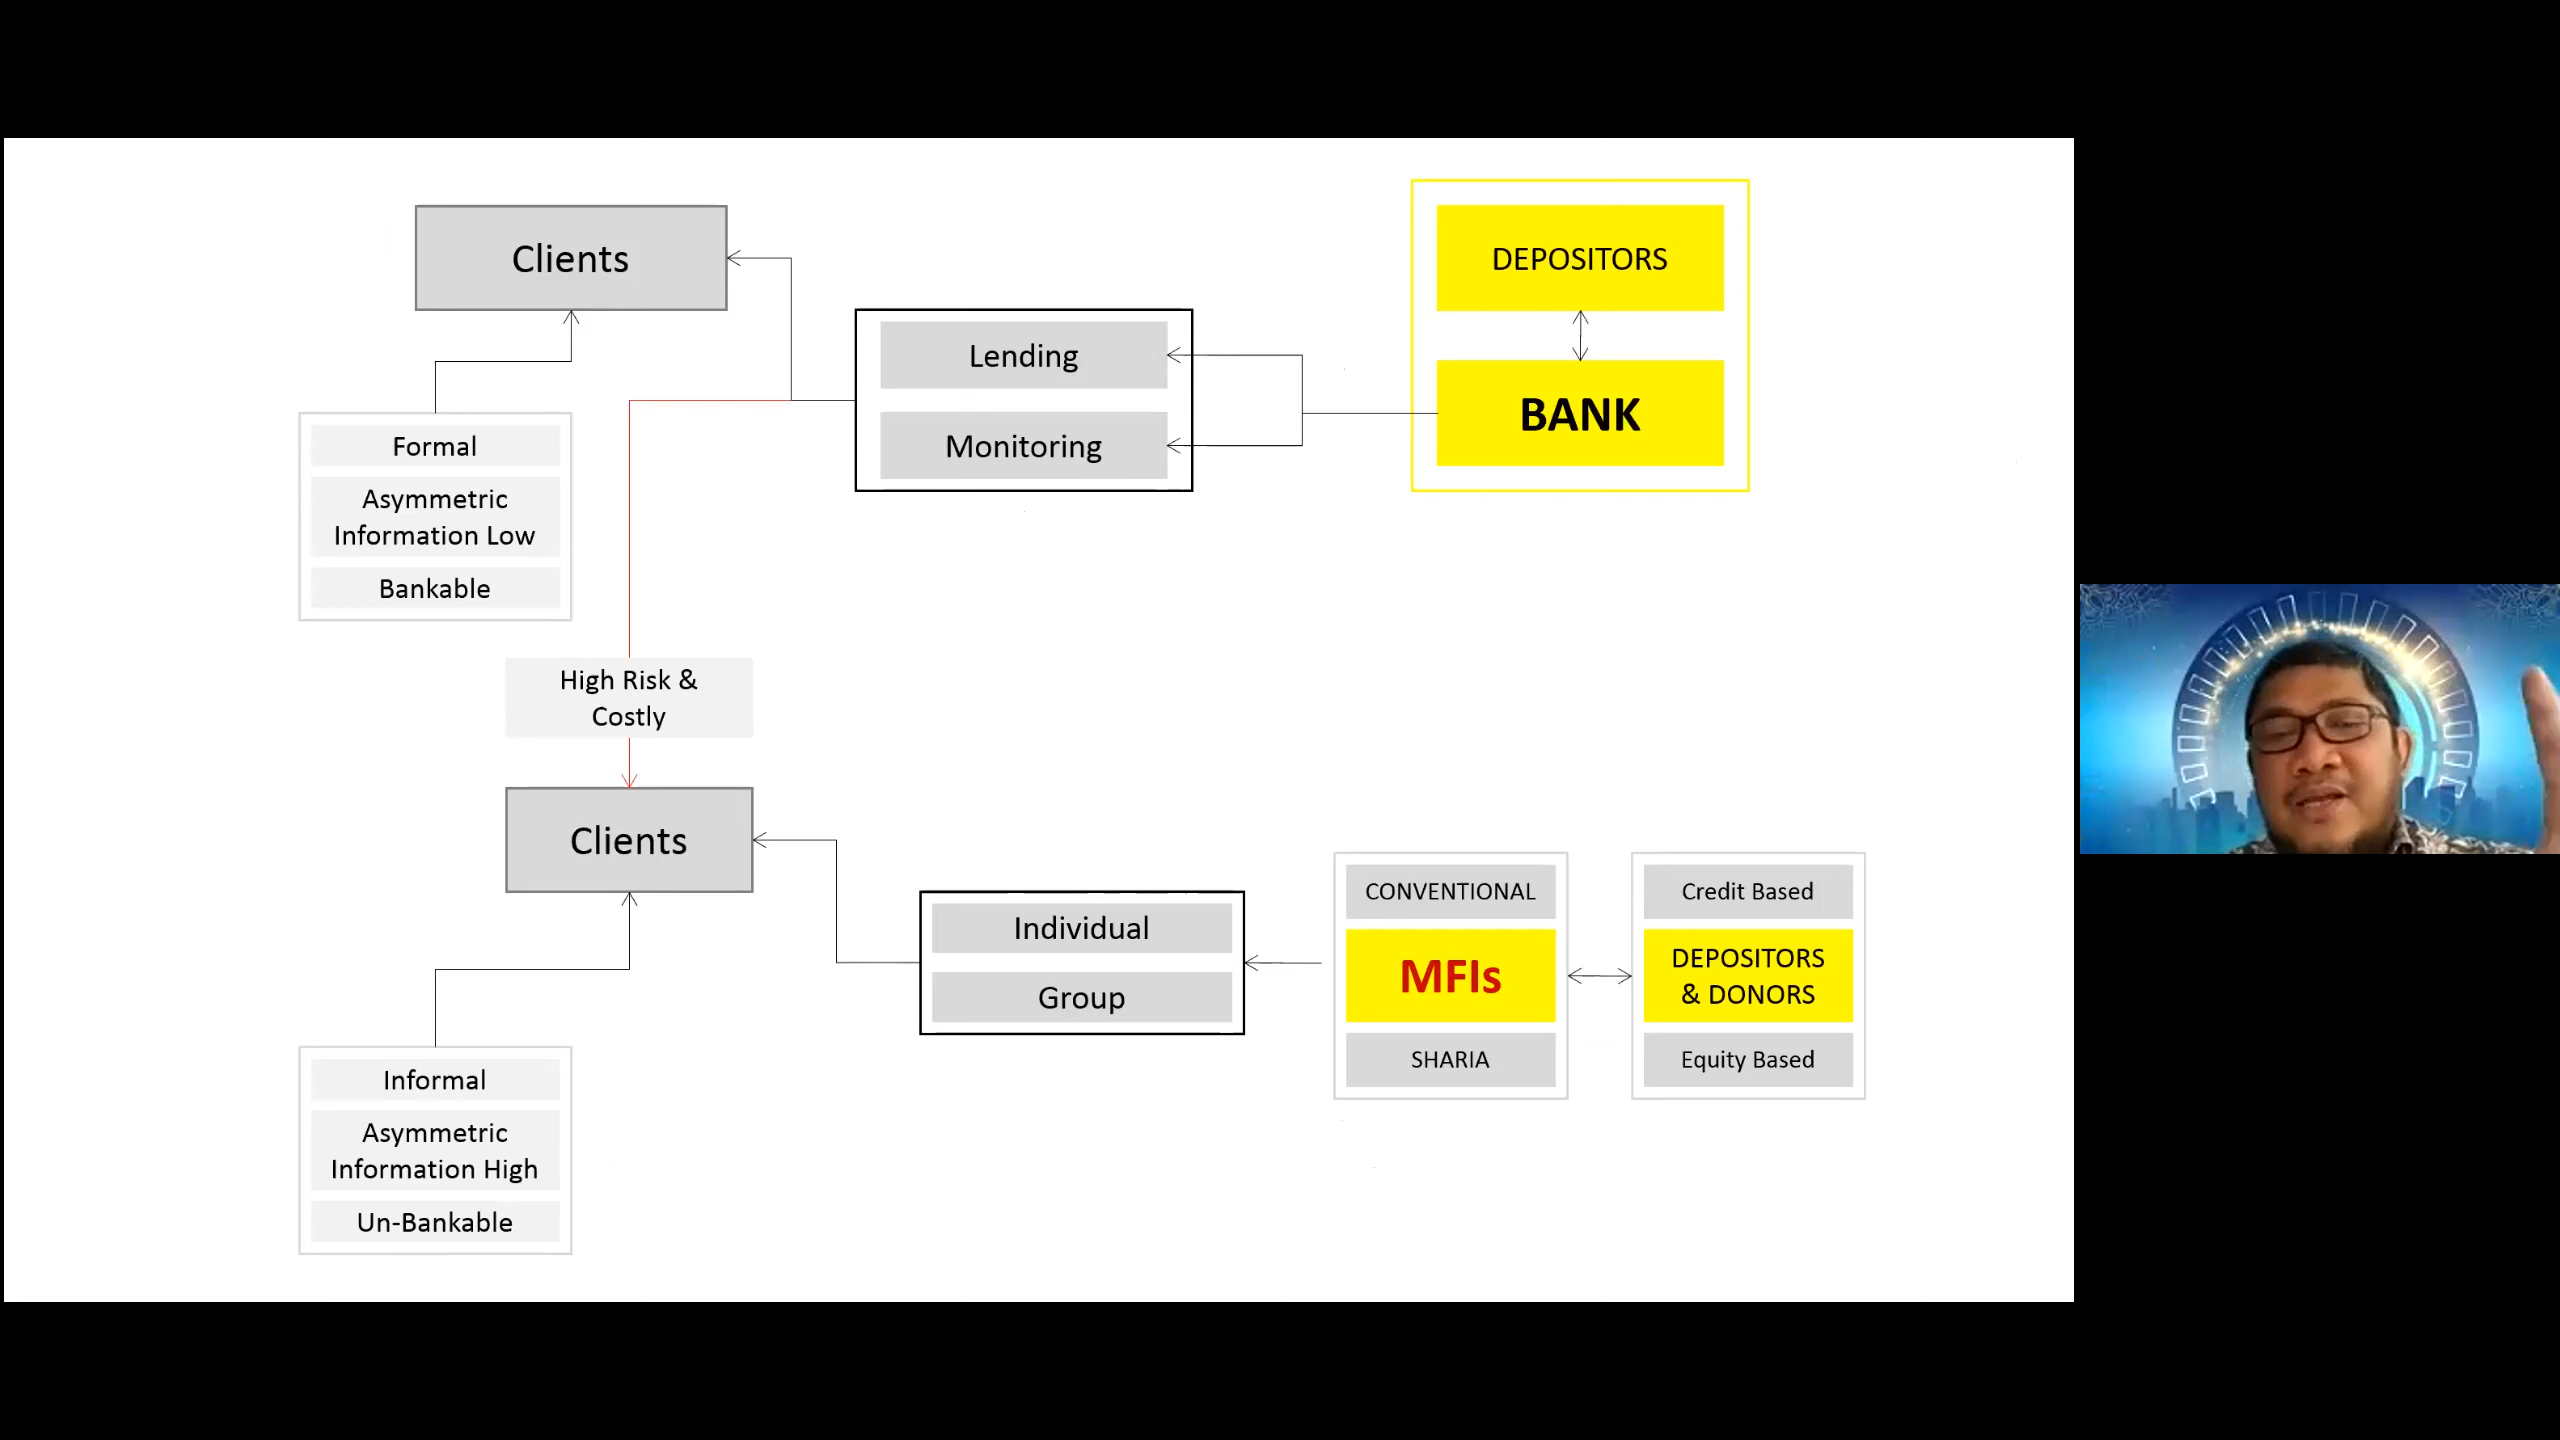 Clients
DEPOSITORS
Lending
Monitoring
BANK
Formal
Asymmetric
Information Low
Bankable
High Risk &
Costly
Clients
Individual
Group
CONVENTIONAL
MFIs
SHARIA
Credit Based
DEPOSITORS
& DONORS
Equity Based
Informal
Asymmetric
Information High
Un-Bankable